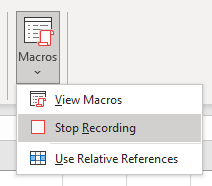 Macros
View Macros
Stop Recording
Use Relative References